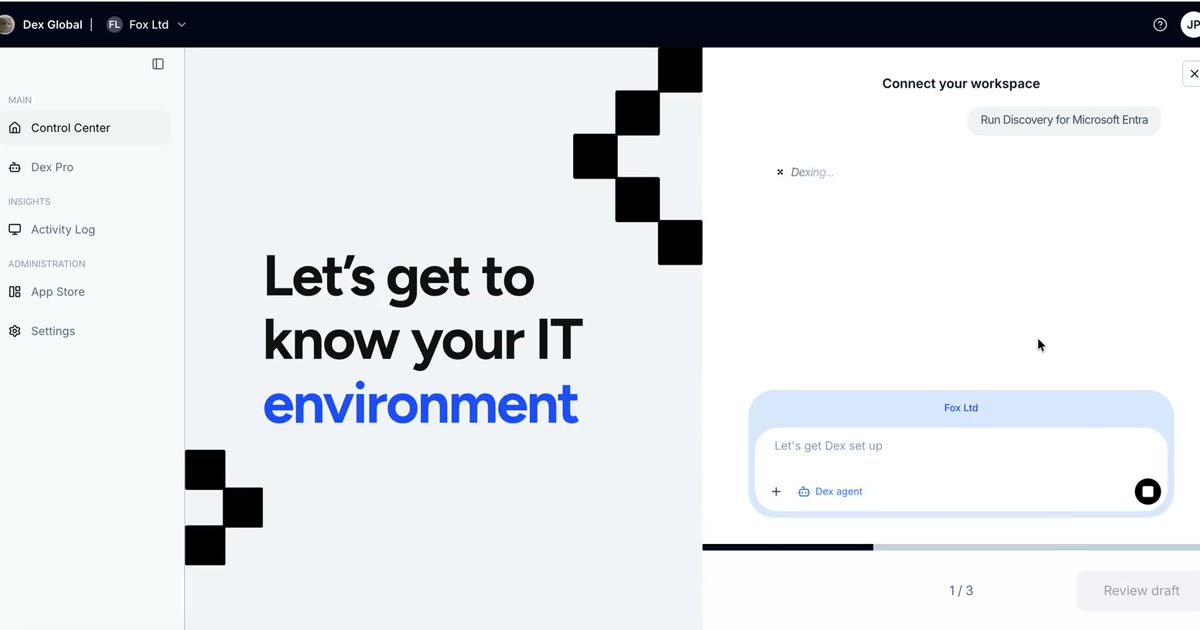 Dex Global | FL Fox Ltd
JP
MAIN
Control Center
Dex Pro
INSIGHTS
Activity Log
ADMINISTRATION
App Store
Settings
Let's get to
know your IT
environment
Connect your workspace
Run Discovery for Microsoft Entra
Dexing...
Fox Ltd
Let's get Dex set up
Dex agent
1 / 3
Review draft